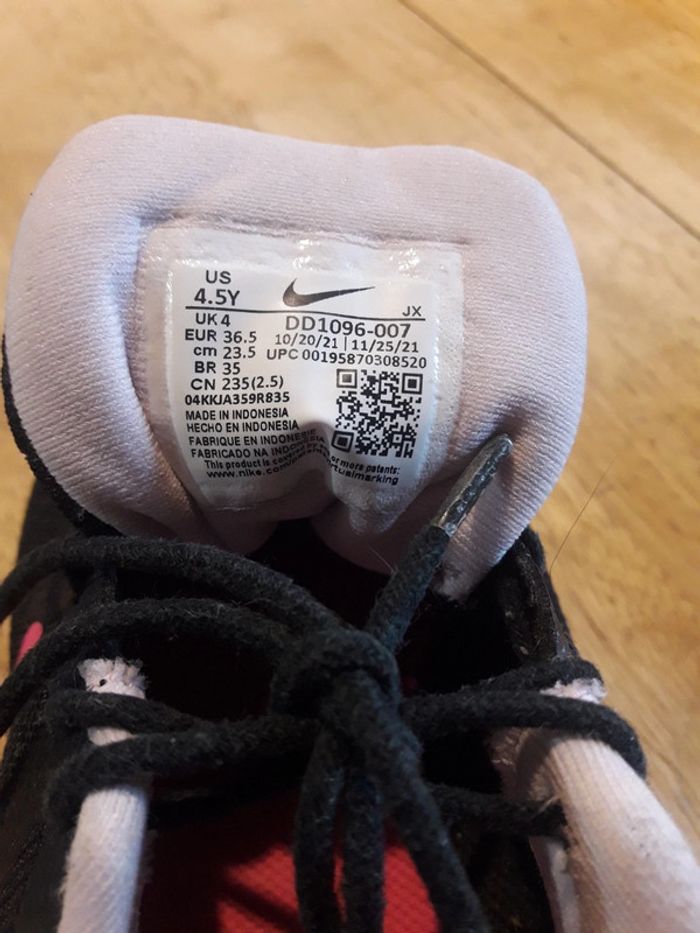 US
4.5Y
JX
UK 4
DD1096-007
EUR 36.5
10/20/21 | 11/25/21
cm 23.5
UPC 00195870308520
BR 35
CN 235(2.5)
04KKJA359R835
MADE IN INDONESIA
HECHO EN INDONESIA
FABRIQUE EN INDONESIE
FABRICADO NA INDONESIA
This product is covered by or more patents:
www.nike.com/